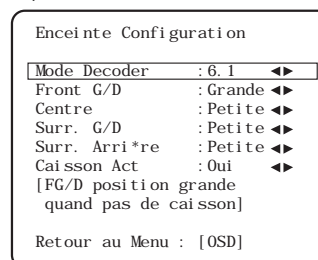 Enceinte Configuration
Mode Decoder : 6.1 ◄►
Front G/D : Grande ◄►
Centre : Petite ◄►
Surr. G/D : Petite ◄►
Surr. Arri*re : Petite ◄►
Caisson Act : Oui ◄►
[FG/D position grande
quand pas de caisson]
Retour au Menu : [OSD]